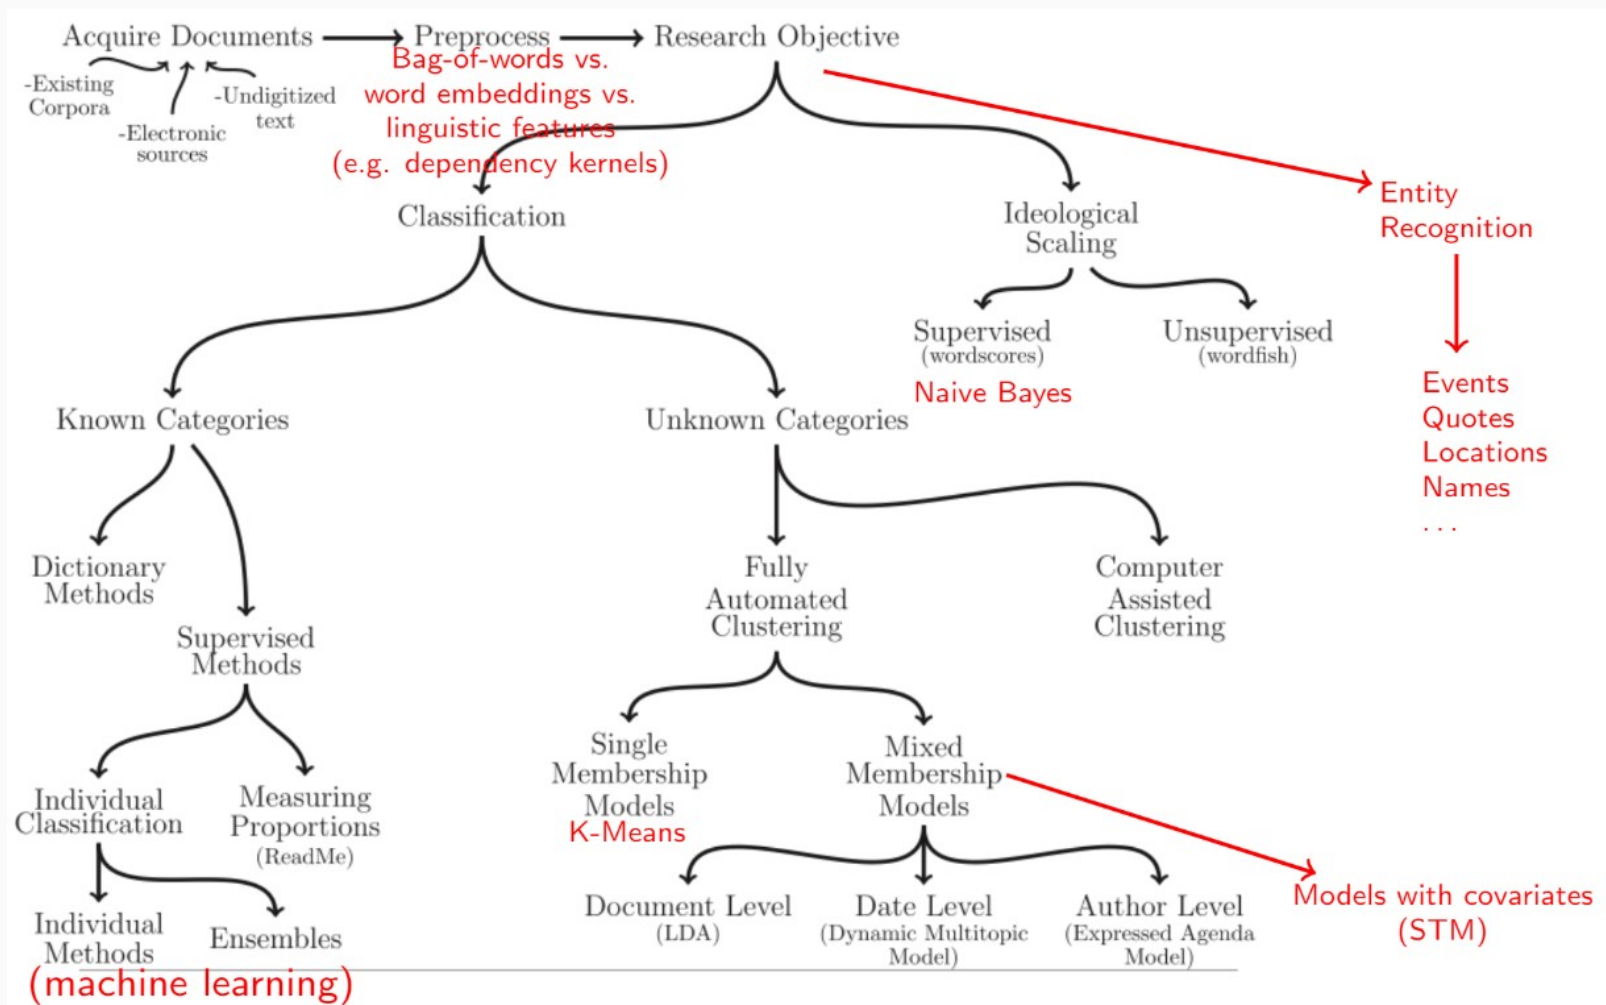 Acquire Documents
Preprocess
Research Objective
-Existing
Corpora
-Electronic
sources
-Undigitized
text
Bag-of-words vs.
word embeddings vs.
linguistic features
(e.g. dependency kernels)
Classification
Ideological
Scaling
Entity
Recognition
Supervised
(wordscores)
Naive Bayes
Unsupervised
(wordfish)
Events
Quotes
Locations
Names
...
Known Categories
Unknown Categories
Dictionary
Methods
Supervised
Methods
Fully
Automated
Clustering
Computer
Assisted
Clustering
Individual
Classification
Measuring
Proportions
(ReadMe)
Single
Membership
Models
K-Means
Mixed
Membership
Models
Individual
Methods
(machine learning)
Ensembles
Document Level
(LDA)
Date Level
(Dynamic Multitopic
Model)
Author Level
(Expressed Agenda
Model)
Models with covariates
(STM)